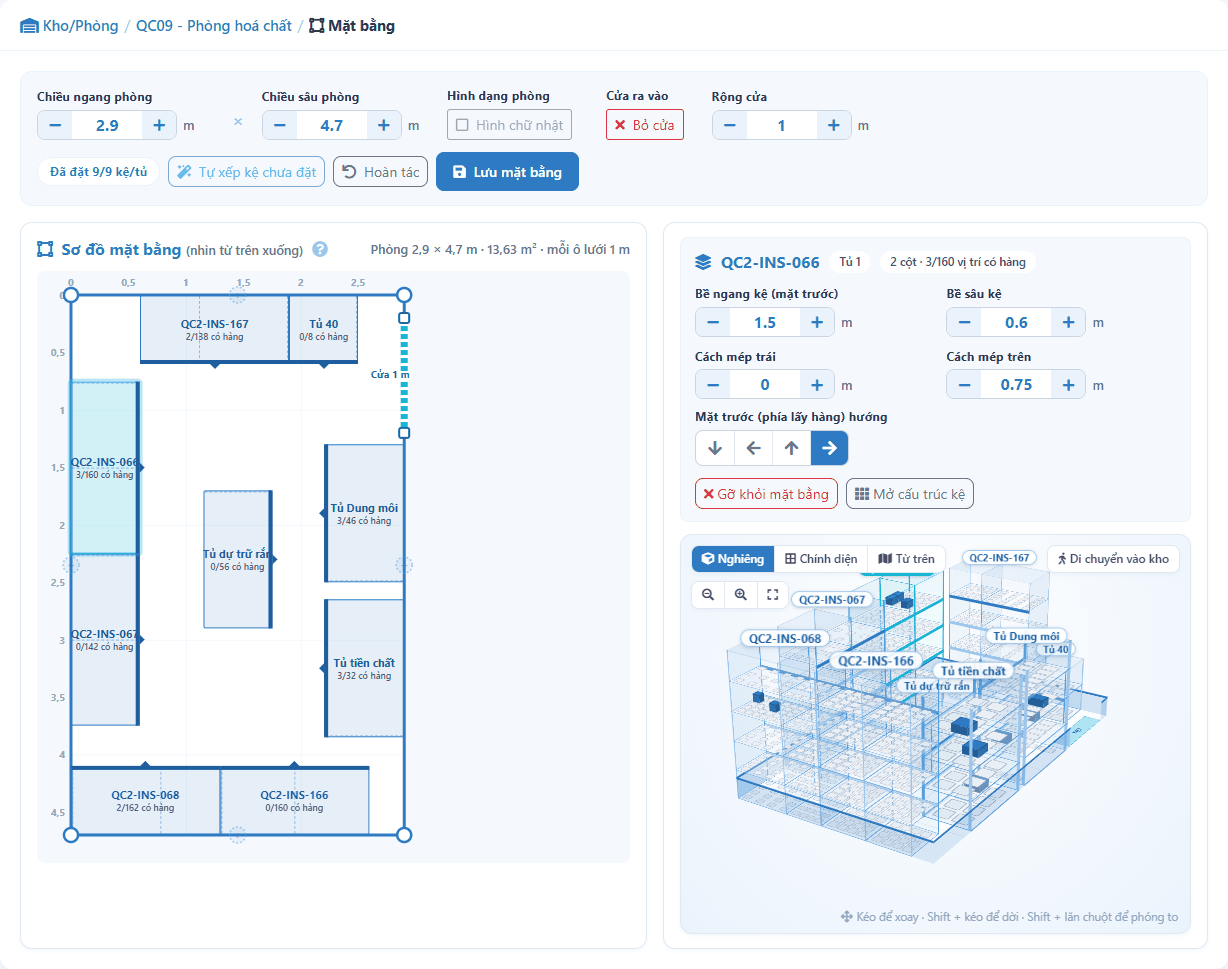 Kho/Phòng / QC09 - Phòng hoá chất / Mặt bằng
Chiều ngang phòng
Chiều sâu phòng
Hình dạng phòng
Cửa ra vào
Rộng cửa
− 2.9 + m
×
− 4.7 + m
Hình chữ nhật
Bỏ cửa
− 1 + m
Đã đặt 9/9 kệ/tủ
Tự xếp kệ chưa đặt
Hoàn tác
Lưu mặt bằng
Sơ đồ mặt bằng (nhìn từ trên xuống) ?
Phòng 2,9 × 4,7 m · 13,63 m² · mỗi ô lưới 1 m
0 0,5 1 1,5 2 2,5
0
QC2-INS-167
2/138 có hàng
Tủ 40
0/8 có hàng
0,5
Cửa 1 m
1
QC2-INS-066
3/160 có hàng
1,5
Tủ Dung môi
3/46 có hàng
2
Tủ dự trữ rắn
0/56 có hàng
2,5
QC2-INS-067
0/142 có hàng
3
Tủ tiền chất
3/32 có hàng
3,5
4
QC2-INS-068
2/162 có hàng
QC2-INS-166
0/160 có hàng
4,5
QC2-INS-066
Tủ 1
2 cột · 3/160 vị trí có hàng
Bề ngang kệ (mặt trước)
Bề sâu kệ
− 1.5 + m
− 0.6 + m
Cách mép trái
Cách mép trên
− 0 + m
− 0.75 + m
Mặt trước (phía lấy hàng) hướng
Gỡ khỏi mặt bằng
Mở cấu trúc kệ
Nghiêng
Chính diện
Từ trên
QC2-INS-167
Di chuyển vào kho
QC2-INS-067
QC2-INS-068
Tủ Dung môi
Tủ 40
QC2-INS-166
Tủ tiền chất
Tủ dự trữ rắn
Kéo để xoay · Shift + kéo để dời · Shift + lăn chuột để phóng to